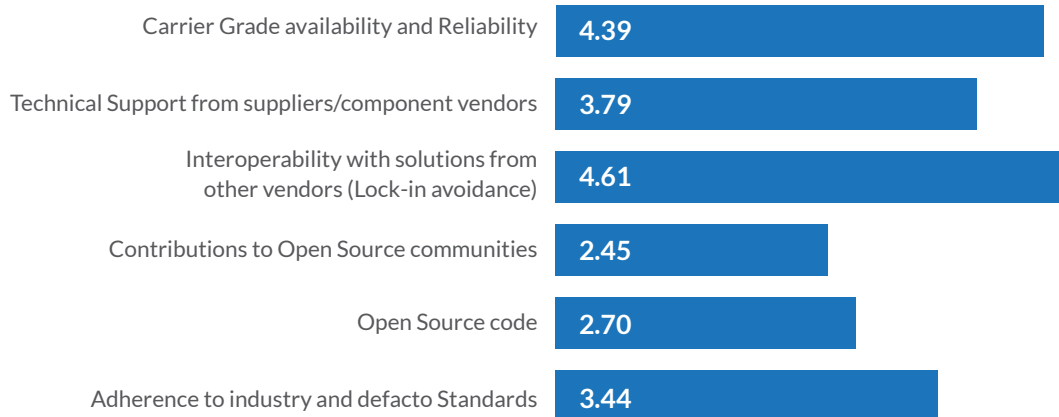 Carrier Grade availability and Reliability
4.39
Technical Support from suppliers/component vendors
3.79
Interoperability with solutions from
other vendors (Lock-in avoidance)
4.61
Contributions to Open Source communities
2.45
Open Source code
2.70
Adherence to industry and defacto Standards
3.44